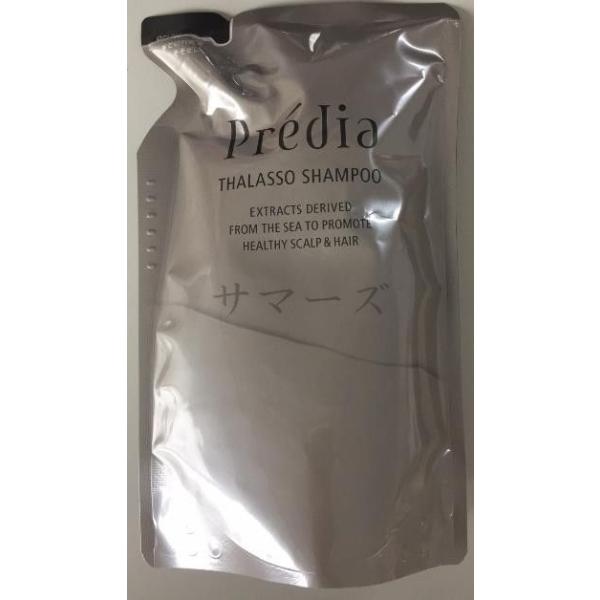 Prédia
THALASSO SHAMPOO
EXTRACTS DERIVED
FROM THE SEA TO PROMOTE
HEALTHY SCALP & HAIR
サマーズ